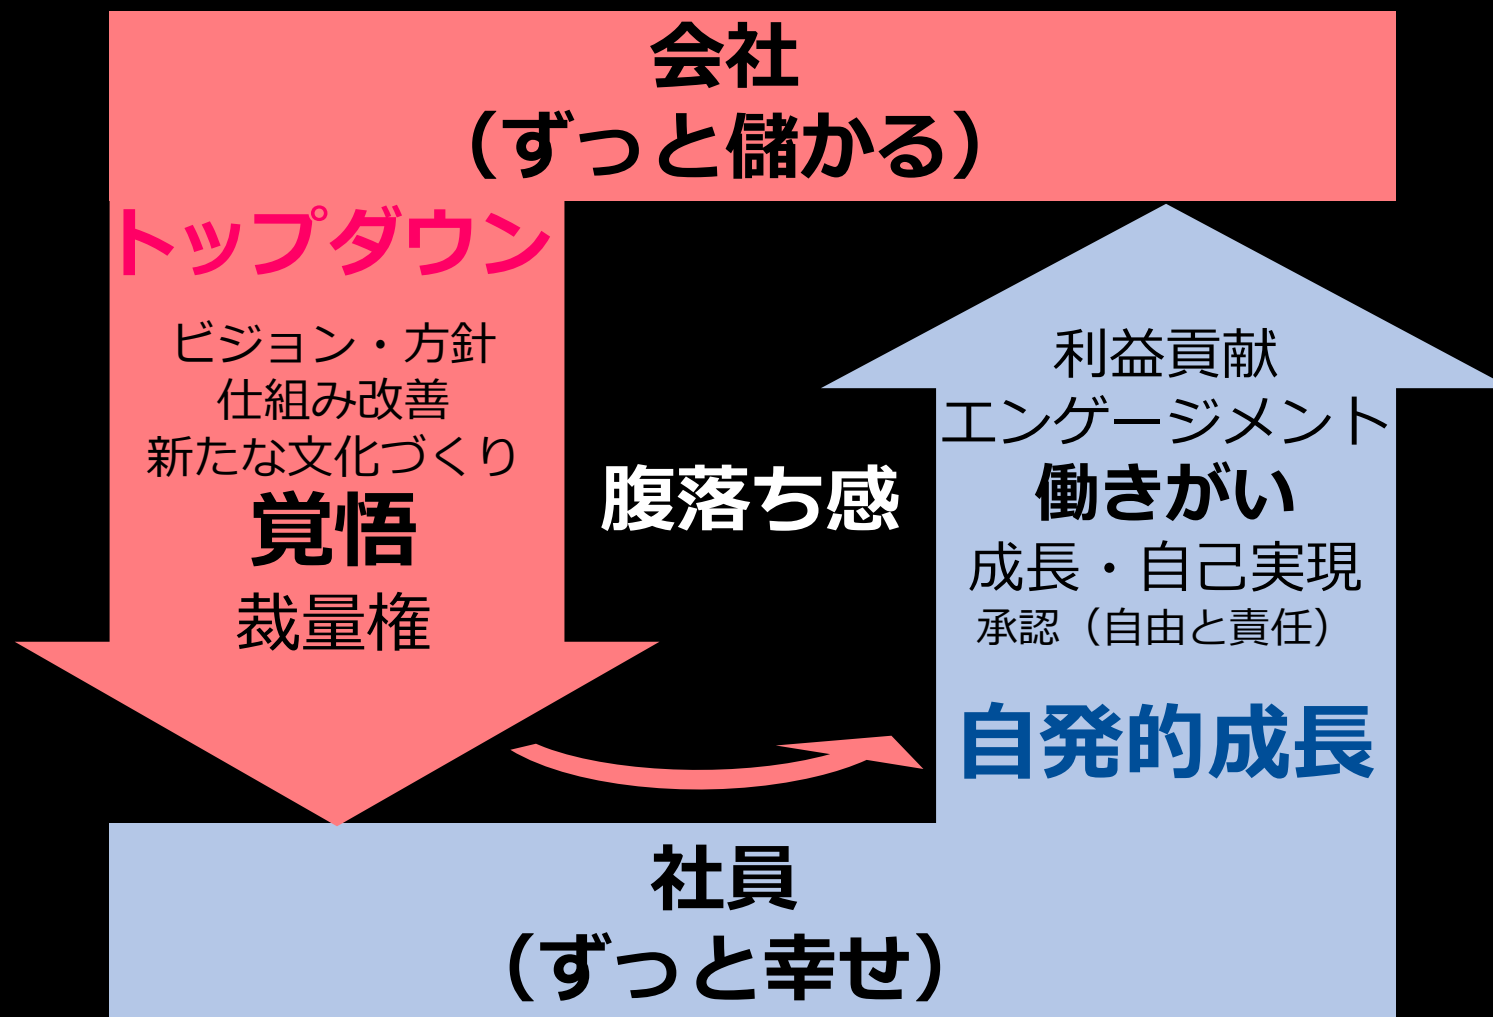 会社
（ずっと儲かる）
トップダウン
ビジョン・方針
仕組み改善
新たな文化づくり
覚悟
裁量権
腹落ち感
利益貢献
エンゲージメント
働きがい
成長・自己実現
承認（自由と責任）
自発的成長
社員
（ずっと幸せ）